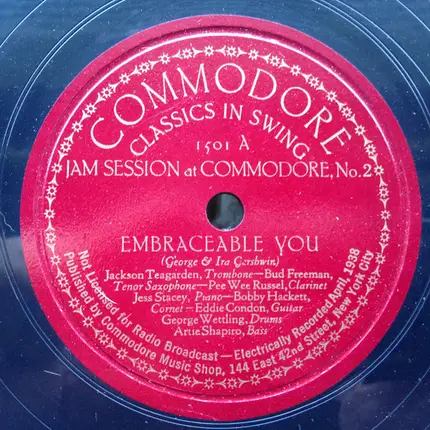 COMMODORE
CLASSICS IN SWING
1501 A
JAM SESSION at COMMODORE, No. 2
EMBRACEABLE YOU
(George & Ira Gershwin)
Jackson Teagarden, Trombone—Bud Freeman,
Tenor Saxophone—Pee Wee Russel, Clarinet
Jess Stacey, Piano—Bobby Hackett,
Cornet—Eddie Condon, Guitar
George Wettling, Drums
Artie Shapiro, Bass
Not Licensed for Radio Broadcast—Electrically Recorded April, 1938
Published by Commodore Music Shop, 144 East 42nd Street, New York City